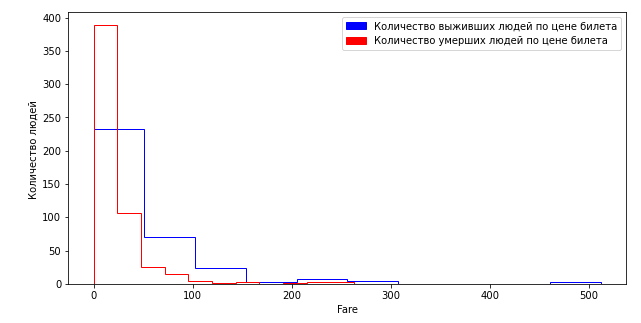 Количество выживших людей по цене билета
Количество умерших людей по цене билета
Количество людей
400
350
300
250
200
150
100
50
0
0 100 200 300 400 500
Fare